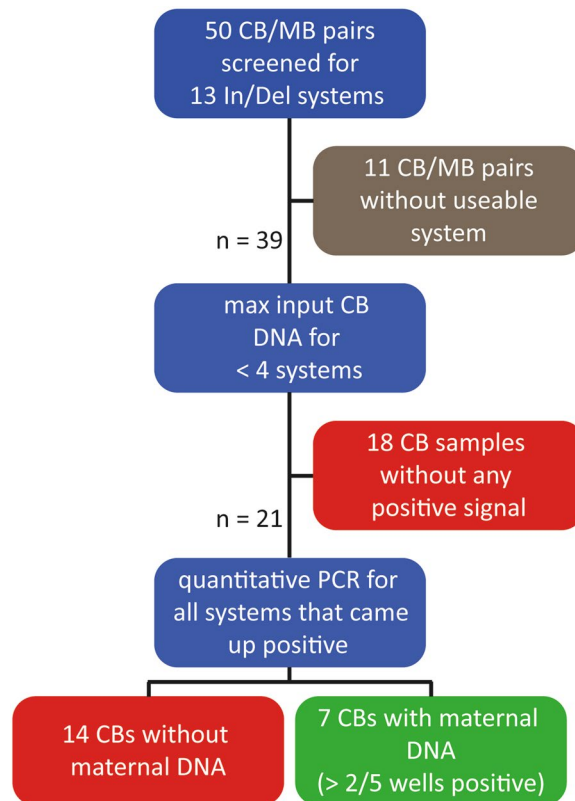 50 CB/MB pairs
screened for
13 In/Del systems
11 CB/MB pairs
without useable
system
n = 39
max input CB
DNA for
< 4 systems
18 CB samples
without any
positive signal
n = 21
quantitative PCR for
all systems that came
up positive
14 CBs without
maternal DNA
7 CBs with maternal
DNA
(> 2/5 wells positive)